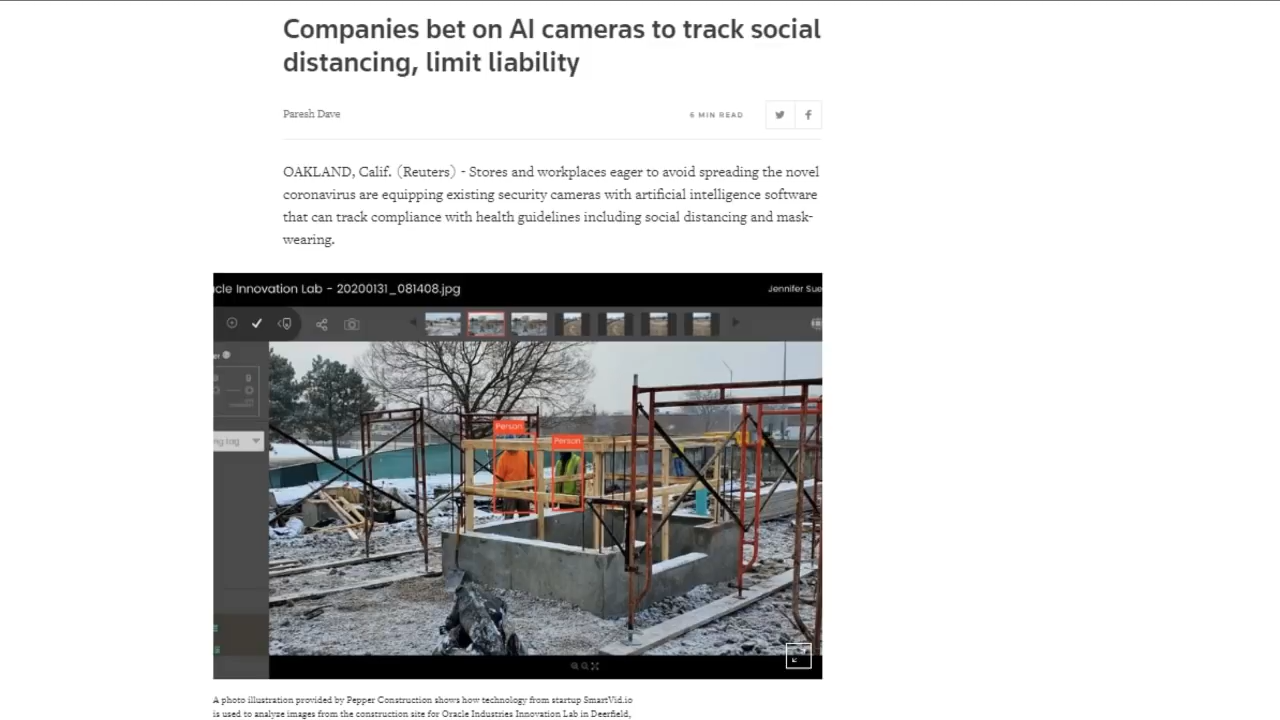 Companies bet on AI cameras to track social
distancing, limit liability
Paresh Dave
6 MIN READ
OAKLAND, Calif. (Reuters) - Stores and workplaces eager to avoid spreading the novel
coronavirus are equipping existing security cameras with artificial intelligence software
that can track compliance with health guidelines including social distancing and mask-
wearing.
cle Innovation Lab - 20200131_081408.jpg
Jennifer Sue
ng tag
Person
Person
A photo illustration provided by Pepper Construction shows how technology from startup SmartVid.io
is used to analyze images from the construction site for Oracle Industries Innovation Lab in Deerfield,